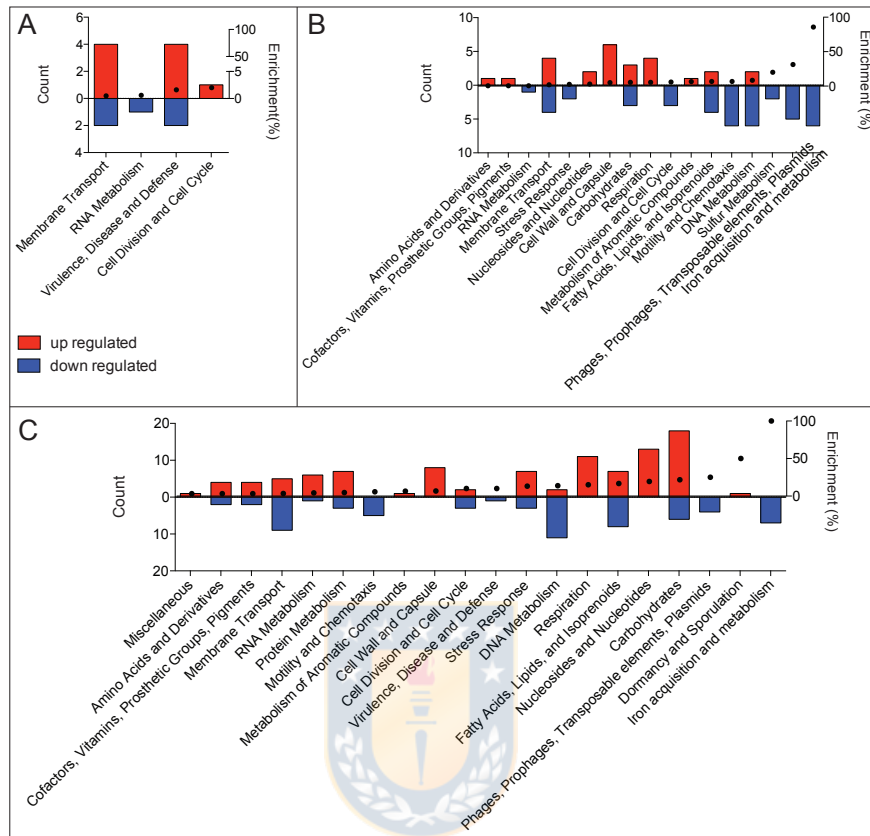 A
6
4
2
0
2
4
Count
100
50
5
0
Enrichment(%)
Membrane Transport
RNA Metabolism
Virulence, Disease and Defense
Cell Division and Cell Cycle
up regulated
down regulated
B
10
5
0
5
10
Count
100
50
0
Enrichment(%)
Amino Acids and Derivatives
Cofactors, Vitamins, Prosthetic Groups, Pigments
RNA Metabolism
Membrane Transport
Stress Response
Nucleosides and Nucleotides
Cell Wall and Capsule
Carbohydrates
Respiration
Cell Division and Cell Cycle
Metabolism of Aromatic Compounds
Fatty Acids, Lipids, and Isoprenoids
Motility and Chemotaxis
DNA Metabolism
Sulfur Metabolism
Phages, Prophages, Transposable elements, Plasmids
Iron acquisition and metabolism
C
20
10
0
10
20
Count
100
50
0
Enrichment (%)
Miscellaneous
Amino Acids and Derivatives
Cofactors, Vitamins, Prosthetic Groups, Pigments
Membrane Transport
RNA Metabolism
Protein Metabolism
Motility and Chemotaxis
Metabolism of Aromatic Compounds
Cell Wall and Capsule
Cell Division and Cell Cycle
Virulence, Disease and Defense
Stress Response
DNA Metabolism
Respiration
Fatty Acids, Lipids, and Isoprenoids
Nucleosides and Nucleotides
Carbohydrates
Phages, Prophages, Transposable elements, Plasmids
Dormancy and Sporulation
Iron acquisition and metabolism